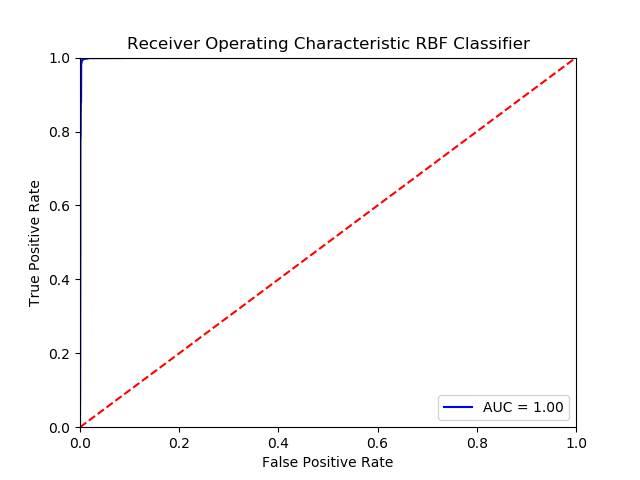 Receiver Operating Characteristic RBF Classifier
1.0
0.8
0.6
0.4
0.2
0.0
True Positive Rate
AUC = 1.00
0.0 0.2 0.4 0.6 0.8 1.0
False Positive Rate